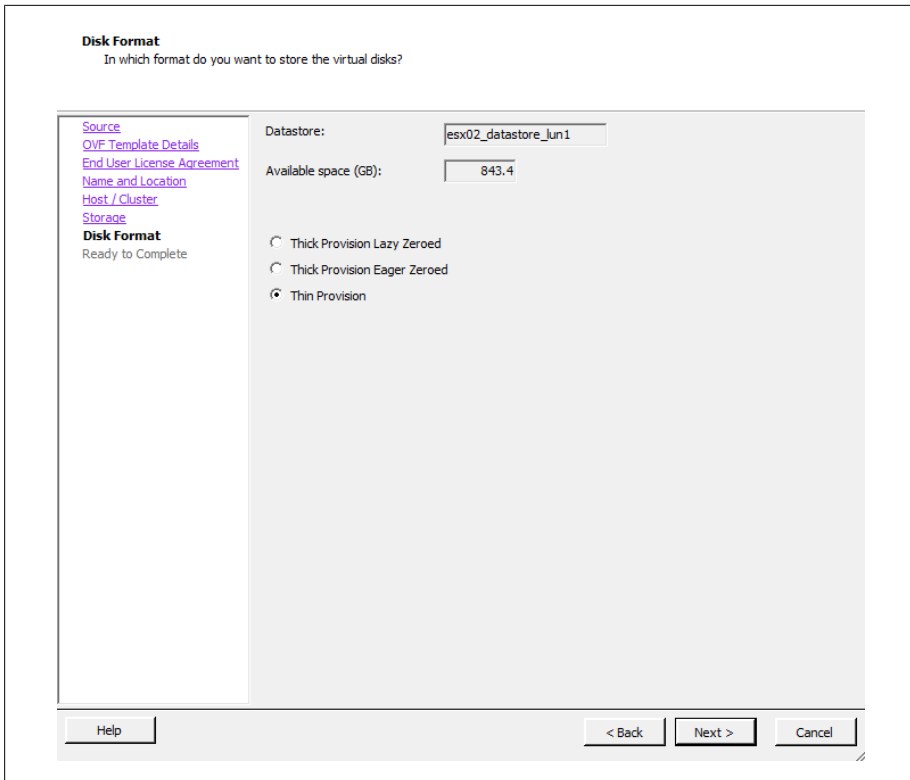 Disk Format
In which format do you want to store the virtual disks?
Source
OVF Template Details
End User License Agreement
Name and Location
Host / Cluster
Storage
Disk Format
Ready to Complete
Datastore:
esx02_datastore_lun1
Available space (GB):
843.4
Thick Provision Lazy Zeroed
Thick Provision Eager Zeroed
Thin Provision
Help
< Back
Next >
Cancel